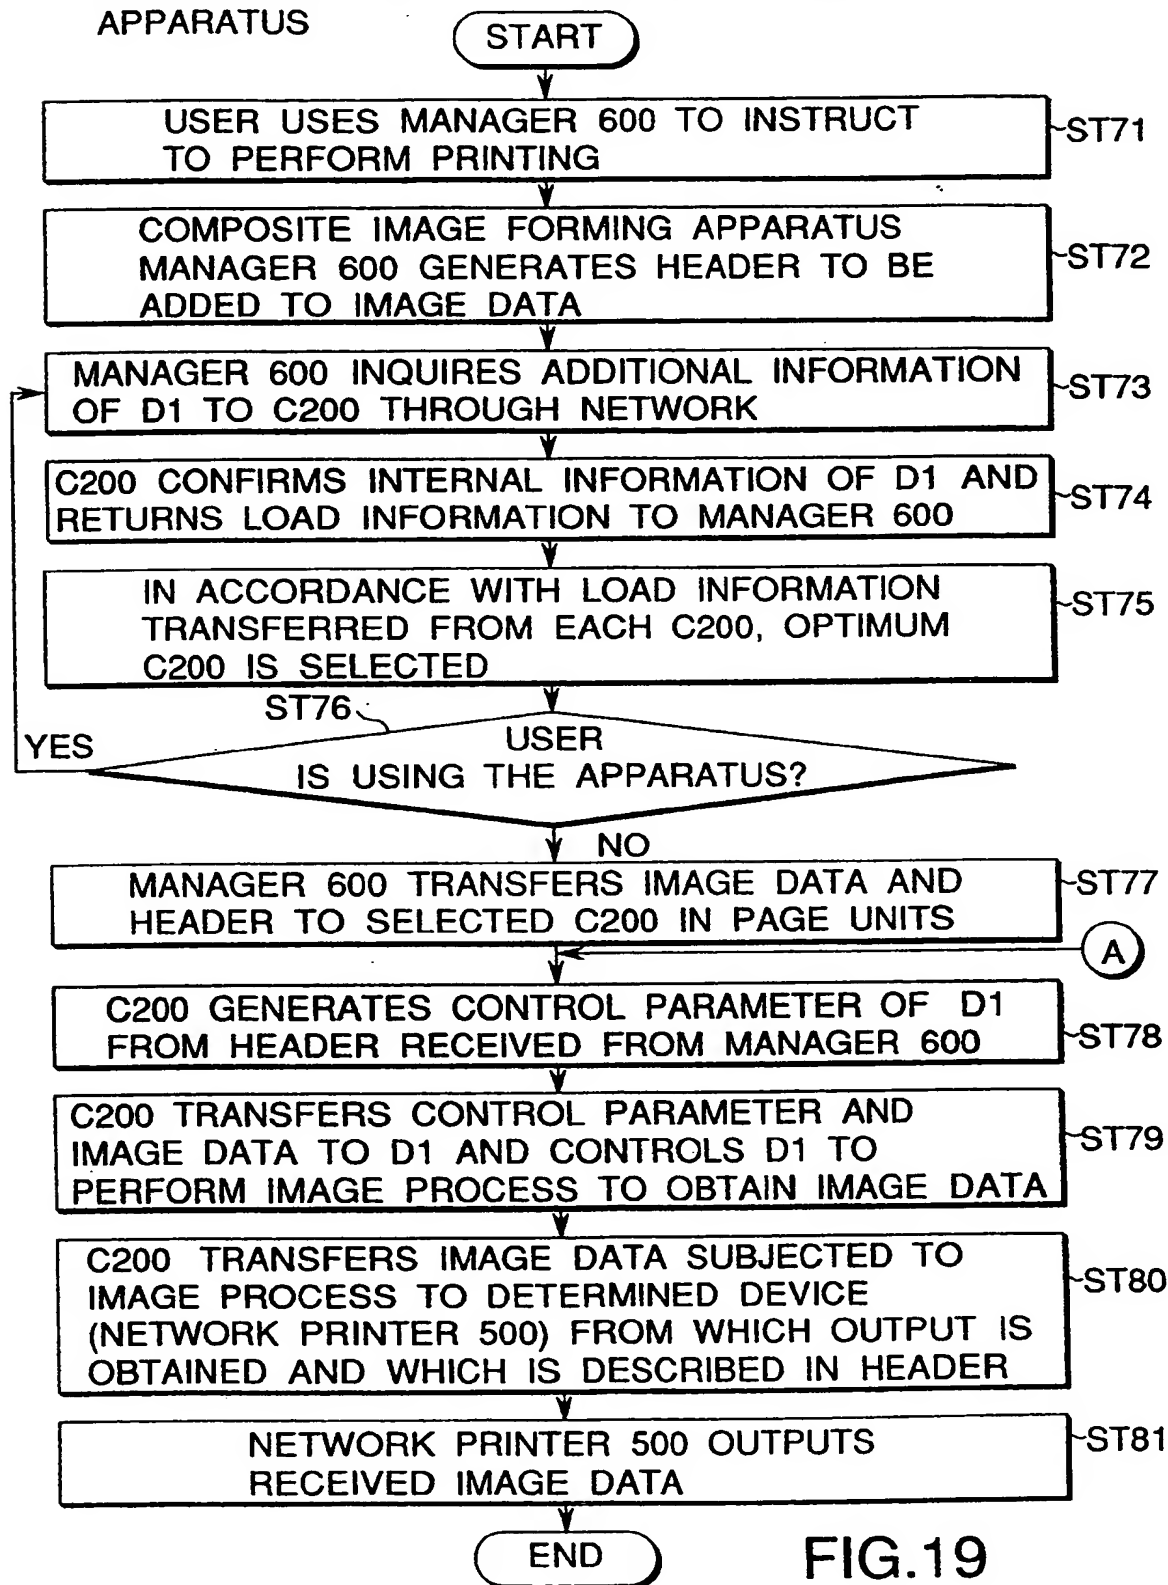 APPARATUS
START
USER USES MANAGER 600 TO INSTRUCT
TO PERFORM PRINTING
ST71
COMPOSITE IMAGE FORMING APPARATUS
MANAGER 600 GENERATES HEADER TO BE
ADDED TO IMAGE DATA
ST72
MANAGER 600 INQUIRES ADDITIONAL INFORMATION
OF D1 TO C200 THROUGH NETWORK
ST73
C200 CONFIRMS INTERNAL INFORMATION OF D1 AND
RETURNS LOAD INFORMATION TO MANAGER 600
ST74
IN ACCORDANCE WITH LOAD INFORMATION
TRANSFERRED FROM EACH C200, OPTIMUM
C200 IS SELECTED
ST75
ST76
YES
USER
IS USING THE APPARATUS?
NO
MANAGER 600 TRANSFERS IMAGE DATA AND
HEADER TO SELECTED C200 IN PAGE UNITS
ST77
A
C200 GENERATES CONTROL PARAMETER OF D1
FROM HEADER RECEIVED FROM MANAGER 600
ST78
C200 TRANSFERS CONTROL PARAMETER AND
IMAGE DATA TO D1 AND CONTROLS D1 TO
PERFORM IMAGE PROCESS TO OBTAIN IMAGE DATA
ST79
C200 TRANSFERS IMAGE DATA SUBJECTED TO
IMAGE PROCESS TO DETERMINED DEVICE
(NETWORK PRINTER 500) FROM WHICH OUTPUT IS
OBTAINED AND WHICH IS DESCRIBED IN HEADER
ST80
NETWORK PRINTER 500 OUTPUTS
RECEIVED IMAGE DATA
ST81
END
FIG.19